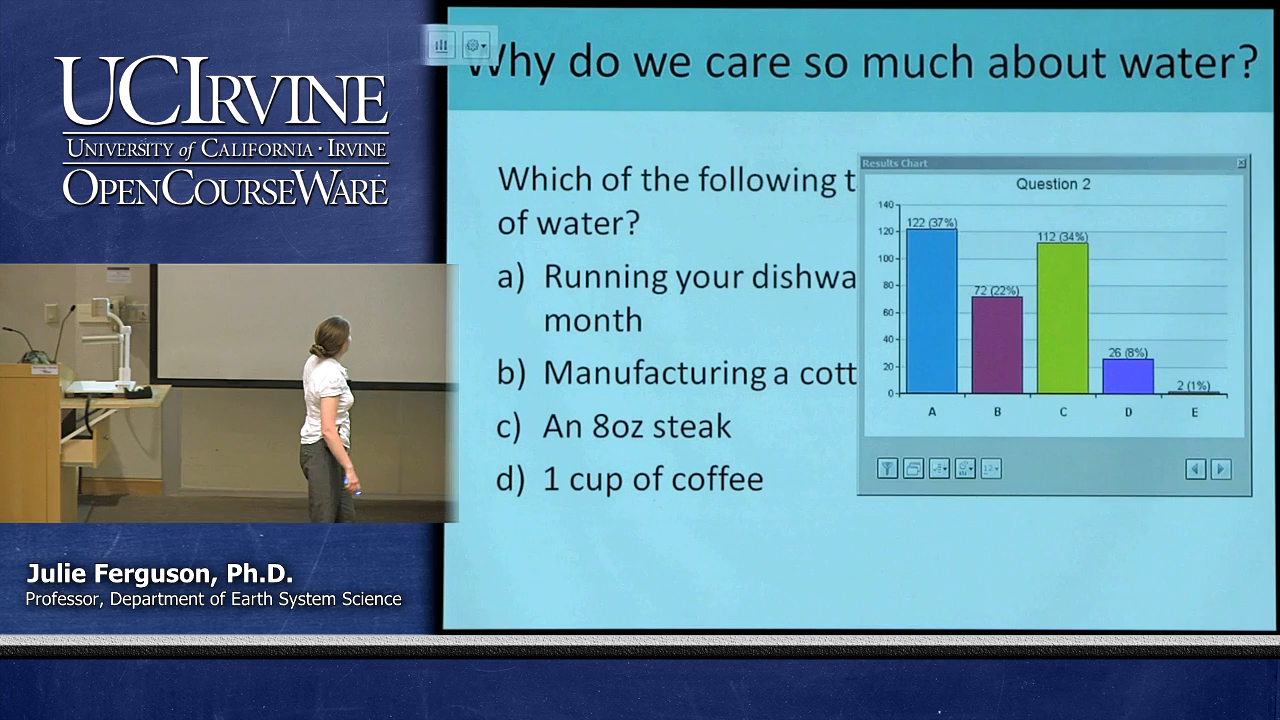 UCIRVINE
UNIVERSITY of CALIFORNIA · IRVINE
OPENCOURSEWARE
Why do we care so much about water?
Which of the following t
of water?
a) Running your dishwa
month
b) Manufacturing a cott
c) An 8oz steak
d) 1 cup of coffee
Results Chart
Question 2
140
120
100
80
60
40
20
0
122 (37%)
72 (22%)
112 (34%)
26 (8%)
2 (1%)
A B C D E
Julie Ferguson, Ph.D.
Professor, Department of Earth System Science